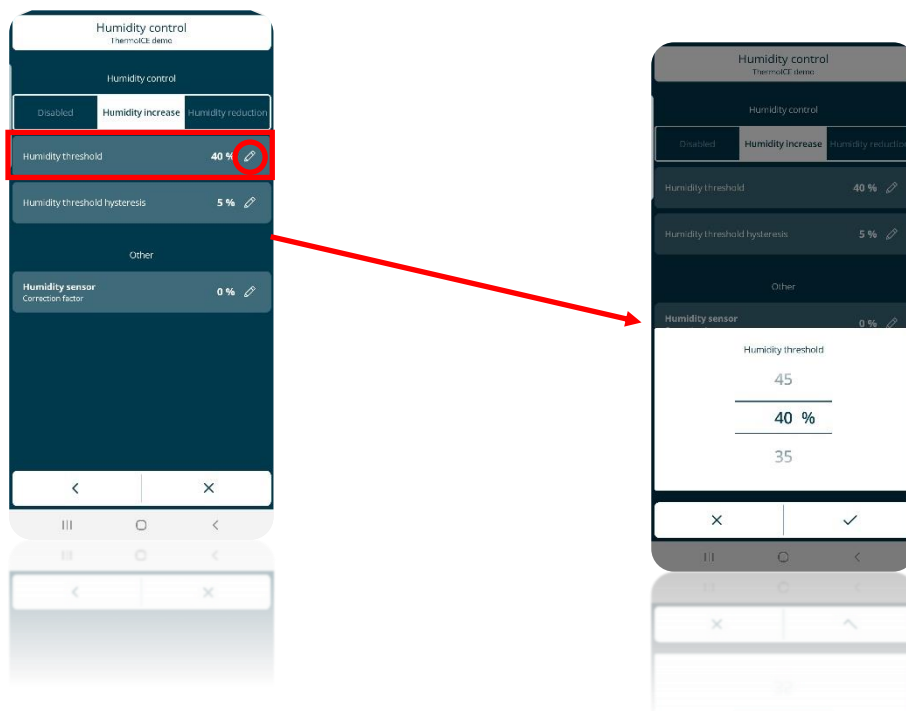 Humidity control
ThermoICE demo
Humidity control
Disabled
Humidity increase
Humidity reduction
Humidity threshold
40 %
Humidity threshold hysteresis
5 %
Other
Humidity sensor
0 %
Correction factor
Humidity control
ThermoICE demo
Humidity control
Disabled
Humidity increase
Humidity reduction
Humidity threshold
40 %
Humidity threshold hysteresis
5 %
Other
Humidity sensor
0 %
Humidity threshold
45
40 %
35